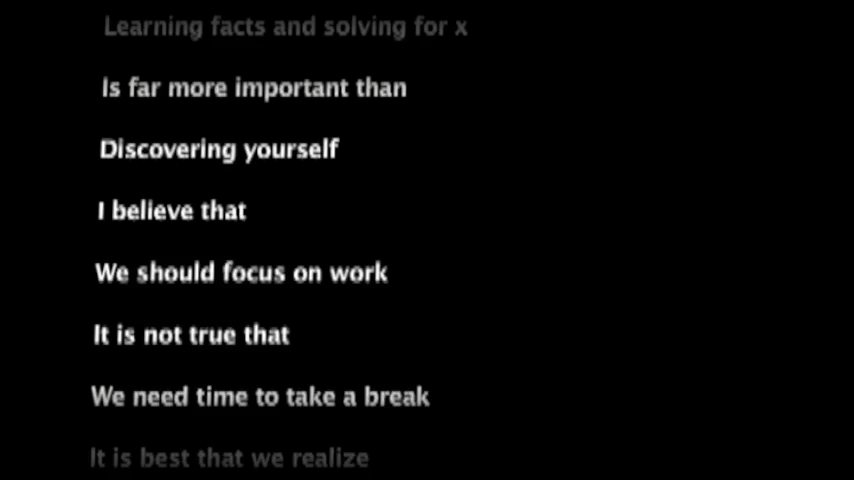 Learning facts and solving for x
Is far more important than
Discovering yourself
I believe that
We should focus on work
It is not true that
We need time to take a break
It is best that we realize